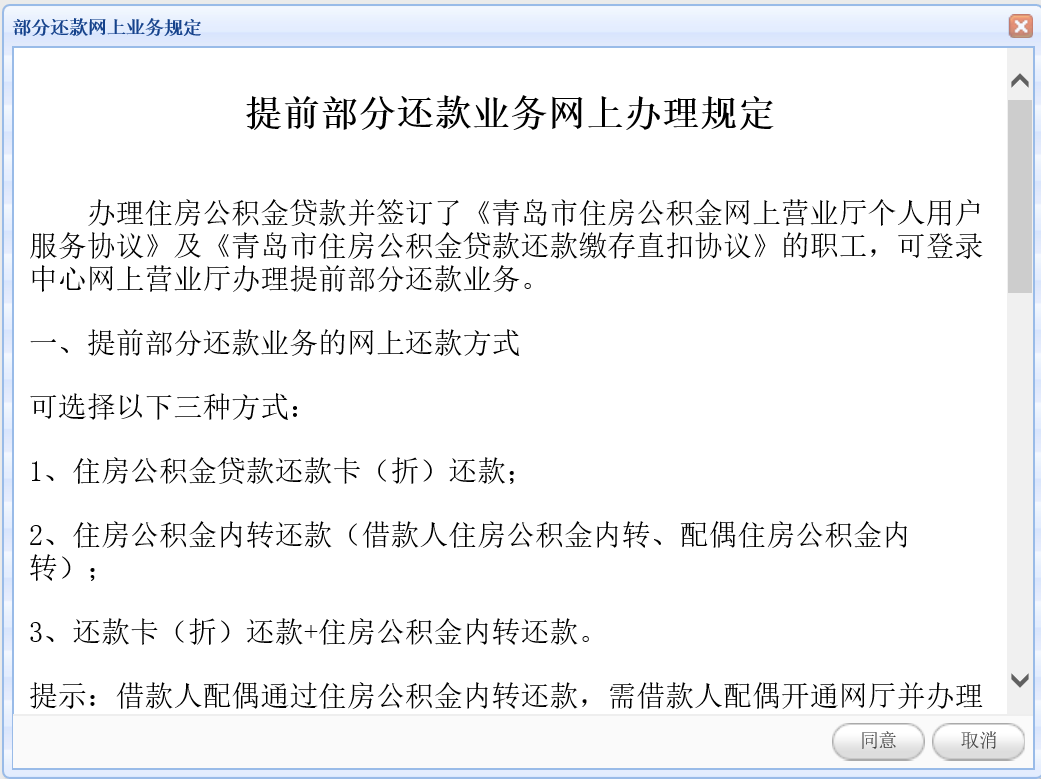 部分还款网上业务规定
提前部分还款业务网上办理规定
办理住房公积金贷款并签订了《青岛市住房公积金网上营业厅个人用户
服务协议》及《青岛市住房公积金贷款还款缴存直扣协议》的职工，可登录
中心网上营业厅办理提前部分还款业务。
一、提前部分还款业务的网上还款方式
可选择以下三种方式：
1、住房公积金贷款还款卡（折）还款；
2、住房公积金内转还款（借款人住房公积金内转、配偶住房公积金内
转）；
3、还款卡（折）还款+住房公积金内转还款。
提示：借款人配偶通过住房公积金内转还款，需借款人配偶开通网厅并办理
同意
取消